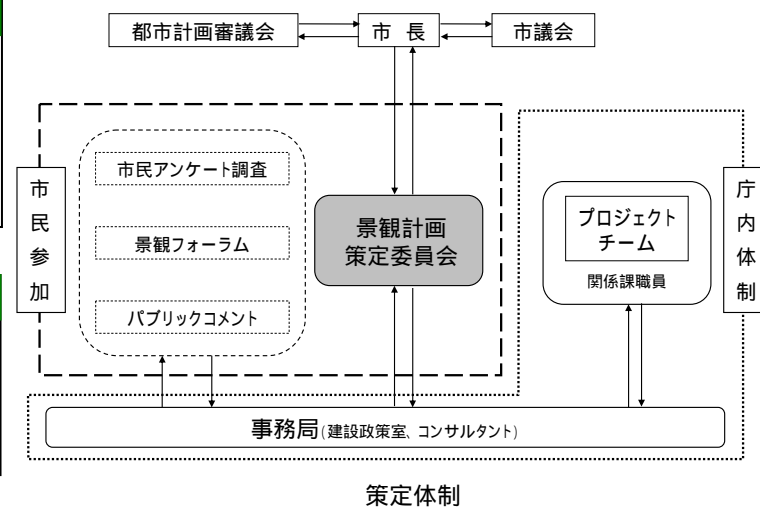 都市計画審議会
市 長
市議会
市民参加
市民アンケート調査
景観フォーラム
パブリックコメント
景観計画
策定委員会
プロジェクト
チーム
関係課職員
庁内体制
事務局(建設政策室、コンサルタント)
策定体制